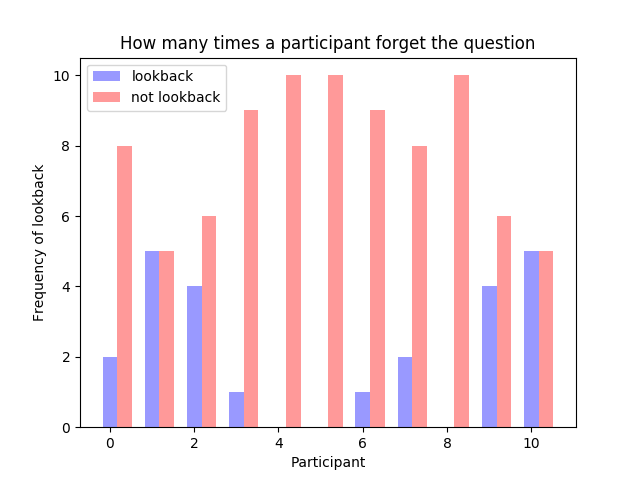 How many times a participant forget the question
lookback
not lookback
Frequency of lookback
10
8
6
4
2
0
0 2 4 6 8 10
Participant